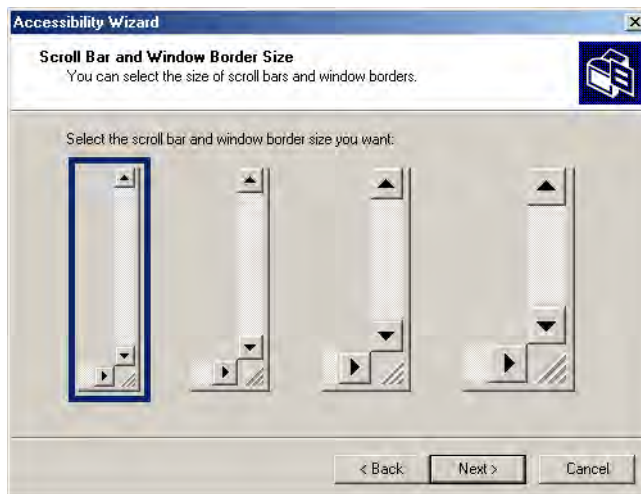 Accessibility Wizard
Scroll Bar and Window Border Size
You can select the size of scroll bars and window borders.
Select the scroll bar and window border size you want:
< Back Next > Cancel